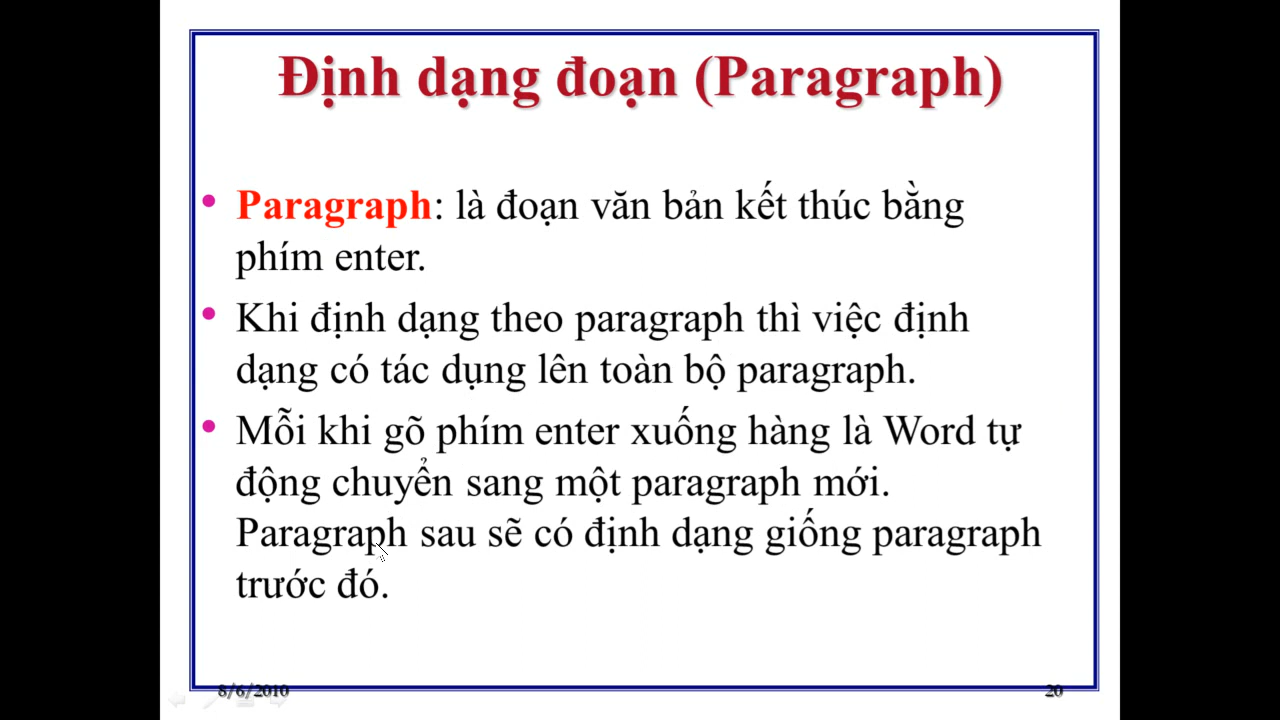 Định dạng đoạn (Paragraph)
• Paragraph: là đoạn văn bản kết thúc bằng
phím enter.
• Khi định dạng theo paragraph thì việc định
dạng có tác dụng lên toàn bộ paragraph.
• Mỗi khi gõ phím enter xuống hàng là Word tự
động chuyển sang một paragraph mới.
Paragraph sau sẽ có định dạng giống paragraph
trước đó.
8/6/2010
20